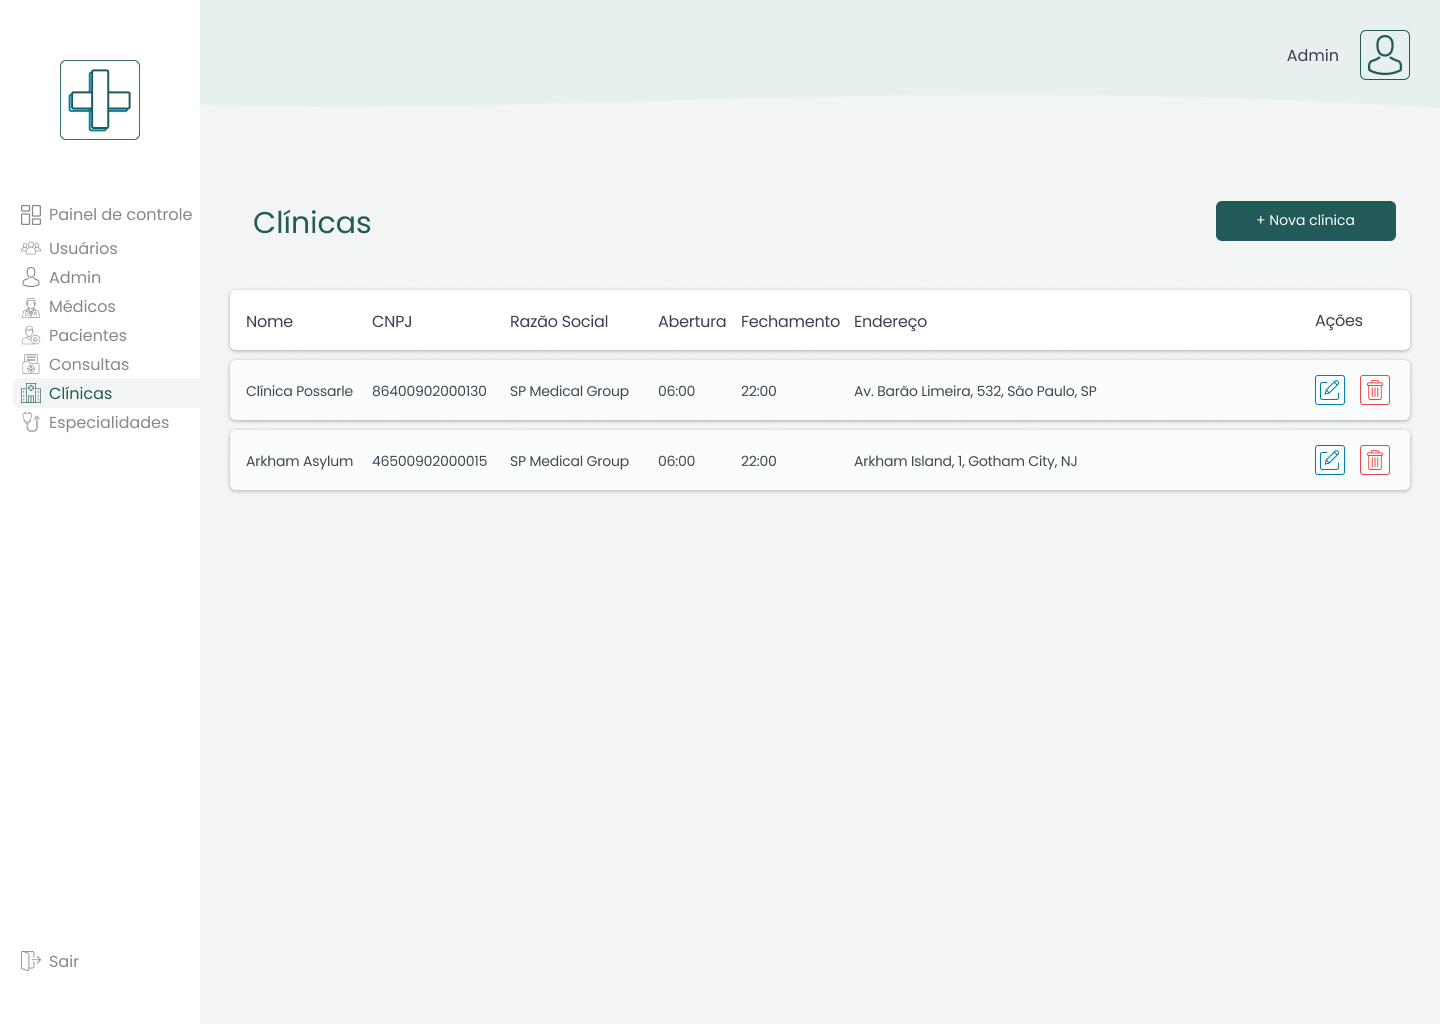 Admin
Painel de controle
Usuários
Admin
Médicos
Pacientes
Consultas
Clínicas
Especialidades
Sair
Clínicas
+ Nova clínica
Nome CNPJ Razão Social Abertura Fechamento Endereço Ações
Clínica Possarle 86400902000130 SP Medical Group 06:00 22:00 Av. Barão Limeira, 532, São Paulo, SP
Arkham Asylum 46500902000015 SP Medical Group 06:00 22:00 Arkham Island, 1, Gotham City, NJ